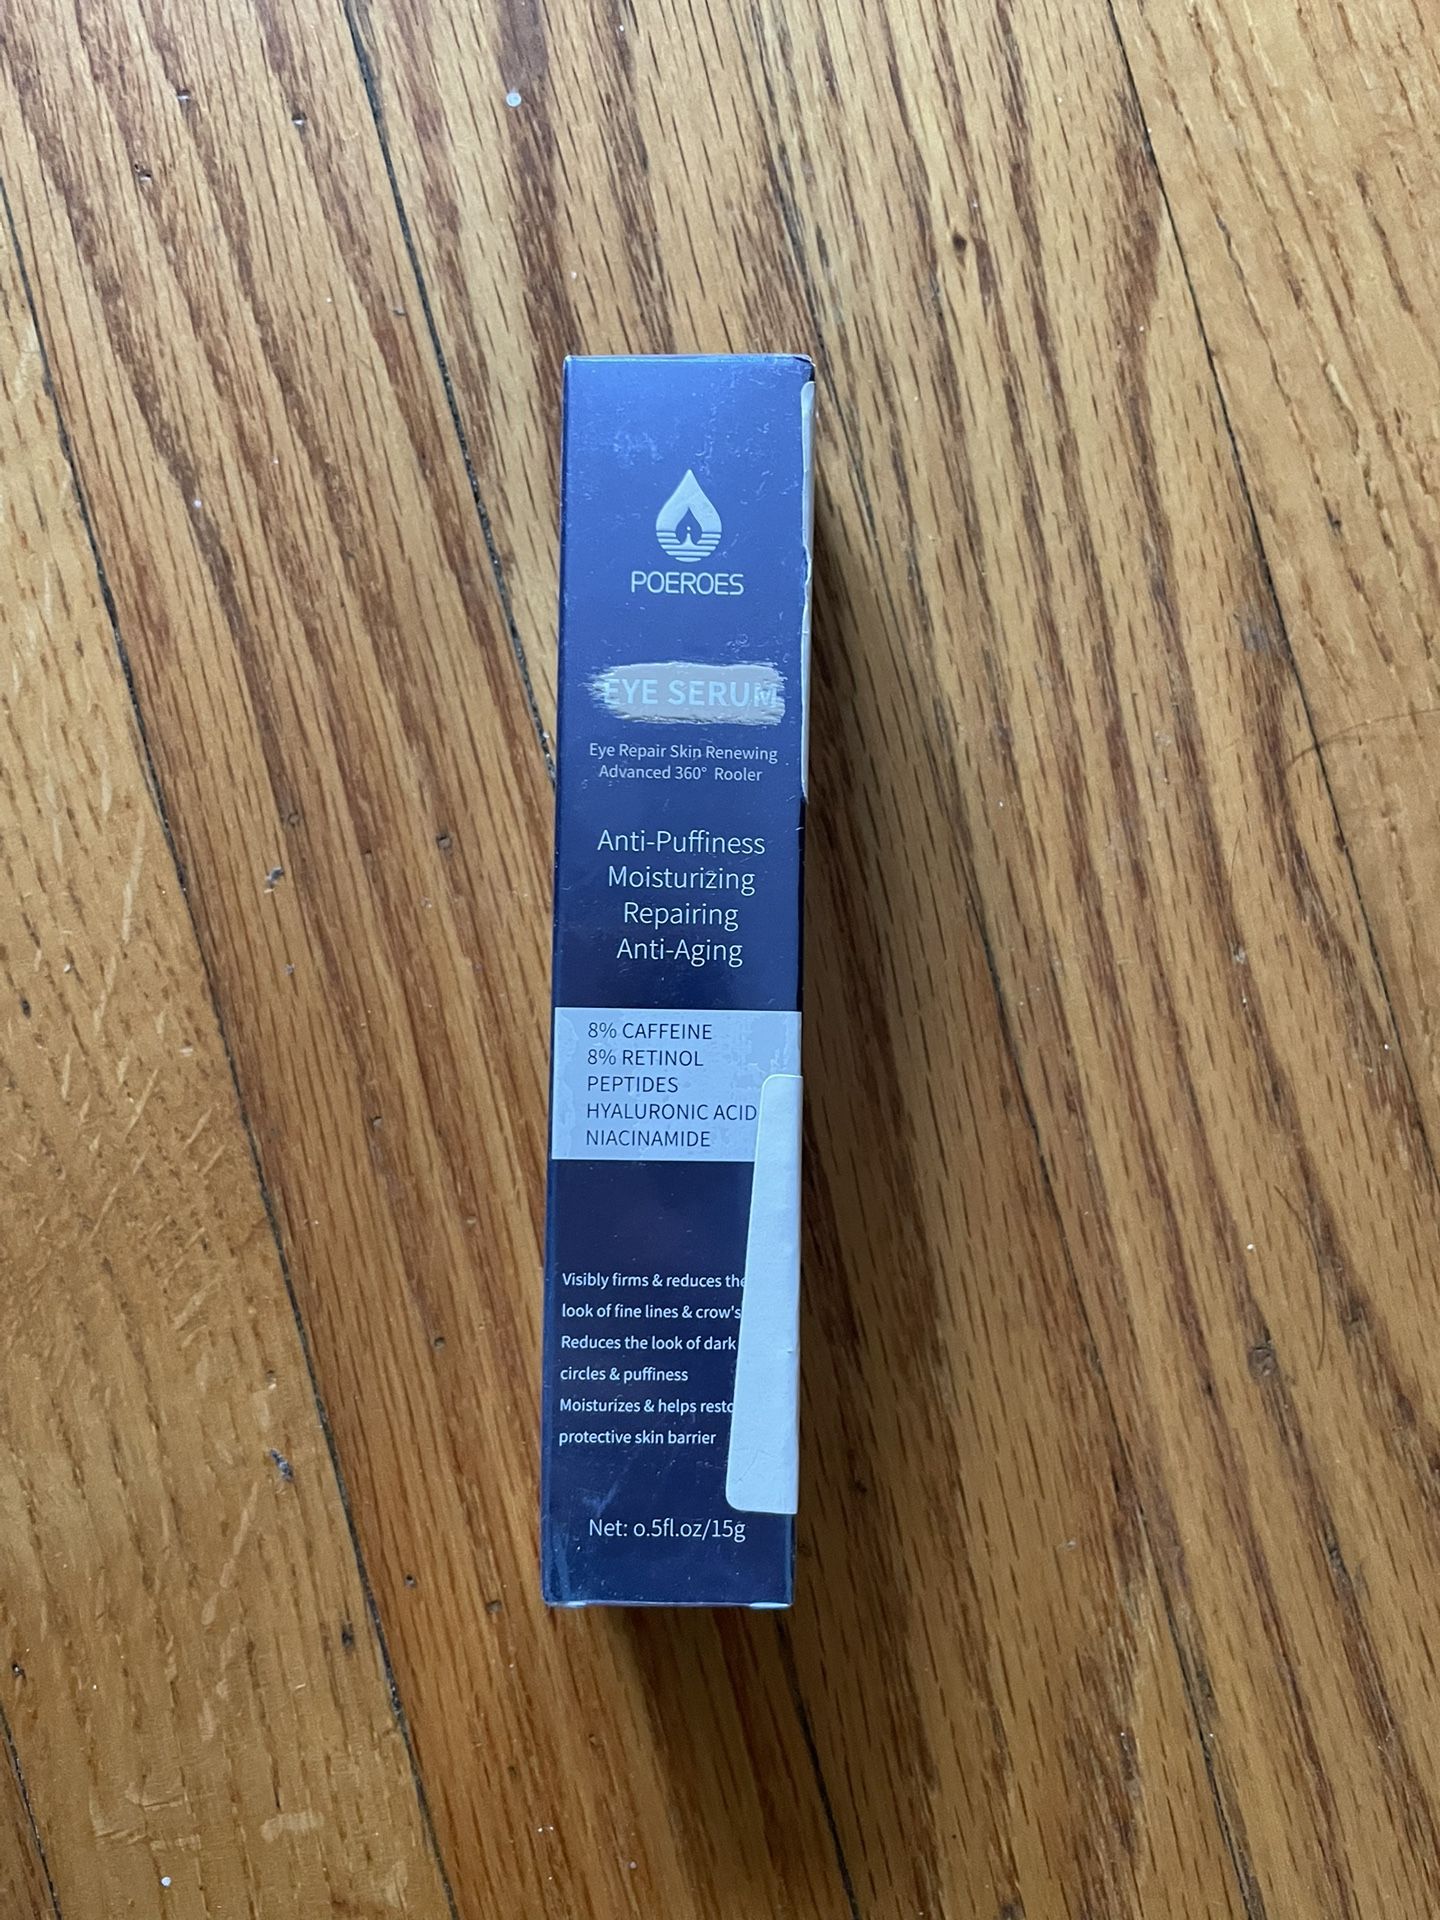 POEROES
EYE SERUM
Eye Repair Skin Renewing
Advanced 360° Rooler
Anti-Puffiness
Moisturizing
Repairing
Anti-Aging
8% CAFFEINE
8% RETINOL
PEPTIDES
HYALURONIC ACID
NIACINAMIDE
Visibly firms & reduces the
look of fine lines & crow's
Reduces the look of dark
circles & puffiness
Moisturizes & helps
protective skin barrier
Net: 0.5fl.oz/15g